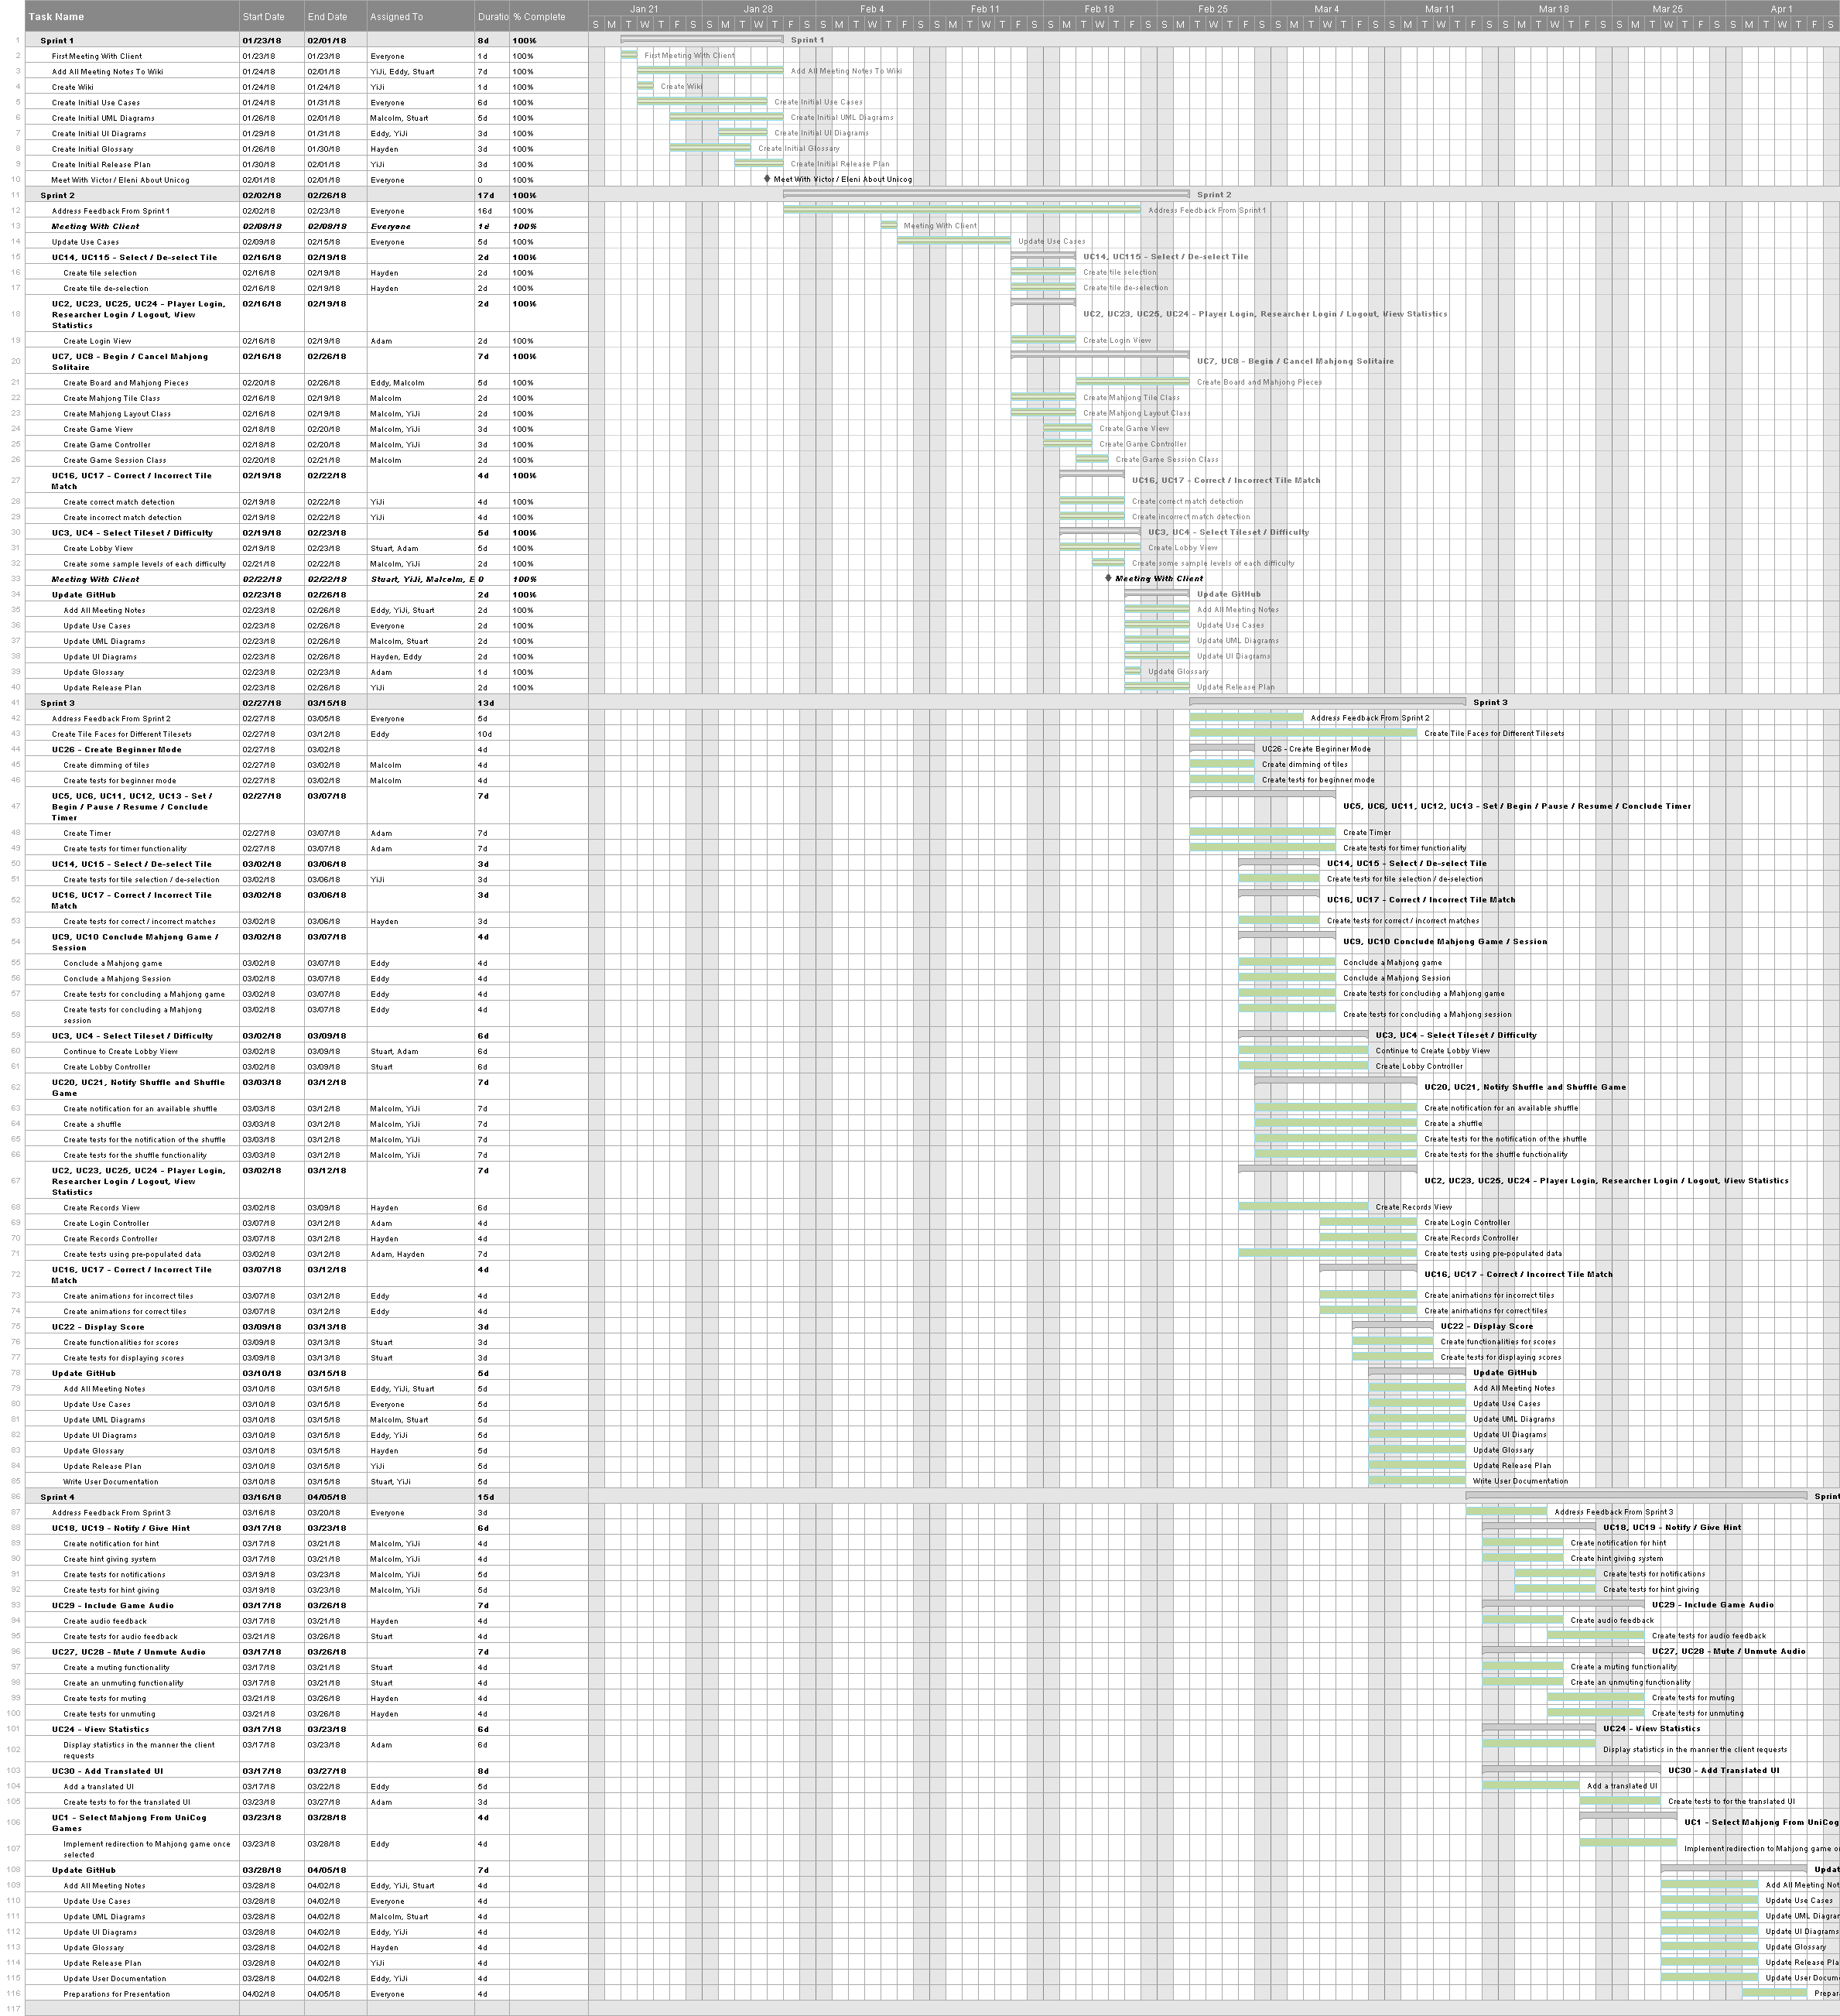 Task Name Start Date End Date Assigned To Duratio % Complete Jan 21 Jan 28 Feb 4 Feb 11 Feb 18 Feb 25 Mar 4 Mar 11 Mar 18 Mar 25 Apr 1
S M T W T F S S M T W T F S S M T W T F S S M T W T F S S M T W T F S S M T W T F S S M T W T F S S M T W T F S S M T W T F S S M T W T F S S M T W T F S
1 Sprint 1 01/23/18 02/01/18 8d 100% Sprint 1
2 First Meeting With Client 01/23/18 01/23/18 Everyone 1d 100% First Meeting With Client
3 Add All Meeting Notes To Wiki 01/24/18 02/01/18 YiJi, Eddy, Stuart 7d 100% Add All Meeting Notes To Wiki
4 Create Wiki 01/24/18 01/24/18 YiJi 1d 100% Create Wiki
5 Create Initial Use Cases 01/24/18 01/31/18 Everyone 6d 100% Create Initial Use Cases
6 Create Initial UML Diagrams 01/26/18 02/01/18 Malcolm, Stuart 5d 100% Create Initial UML Diagrams
7 Create Initial UI Diagrams 01/29/18 01/31/18 Eddy, YiJi 3d 100% Create Initial UI Diagrams
8 Create Initial Glossary 01/26/18 01/30/18 Hayden 3d 100% Create Initial Glossary
9 Create Initial Release Plan 01/30/18 02/01/18 YiJi 3d 100% Create Initial Release Plan
10 Meet With Victor / Eleni About Unicog 02/01/18 02/01/18 Everyone 0 100% Meet With Victor / Eleni About Unicog
11 Sprint 2 02/02/18 02/26/18 17d 100% Sprint 2
12 Address Feedback From Sprint 1 02/02/18 02/23/18 Everyone 16d 100% Address Feedback From Sprint 1
13 Meeting With Client 02/08/18 02/08/18 Everyone 1d 100% Meeting With Client
14 Update Use Cases 02/09/18 02/15/18 Everyone 5d 100% Update Use Cases
15 UC14, UC115 - Select / De-select Tile 02/16/18 02/19/18 2d 100% UC14, UC115 - Select / De-select Tile
16 Create tile selection 02/16/18 02/19/18 Hayden 2d 100% Create tile selection
17 Create tile de-selection 02/16/18 02/19/18 Hayden 2d 100% Create tile de-selection
18 UC2, UC23, UC25, UC24 - Player Login, 02/16/18 02/19/18 2d 100%
Researcher Login / Logout, View UC2, UC23, UC25, UC24 - Player Login, Researcher Login / Logout, View Statistics
Statistics
19 Create Login View 02/16/18 02/19/18 Adam 2d 100% Create Login View
20 UC7, UC8 - Begin / Cancel Mahjong 02/16/18 02/26/18 7d 100% UC7, UC8 - Begin / Cancel Mahjong Solitaire
Solitaire
21 Create Board and Mahjong Pieces 02/20/18 02/26/18 Eddy, Malcolm 5d 100% Create Board and Mahjong Pieces
22 Create Mahjong Tile Class 02/16/18 02/19/18 Malcolm 2d 100% Create Mahjong Tile Class
23 Create Mahjong Layout Class 02/16/18 02/19/18 Malcolm, YiJi 2d 100% Create Mahjong Layout Class
24 Create Game View 02/18/18 02/20/18 Malcolm, YiJi 3d 100% Create Game View
25 Create Game Controller 02/18/18 02/20/18 Malcolm, YiJi 3d 100% Create Game Controller
26 Create Game Session Class 02/20/18 02/21/18 Malcolm 2d 100% Create Game Session Class
27 UC16, UC17 - Correct / Incorrect Tile 02/19/18 02/22/18 4d 100% UC16, UC17 - Correct / Incorrect Tile Match
Match
28 Create correct match detection 02/19/18 02/22/18 YiJi 4d 100% Create correct match detection
29 Create incorrect match detection 02/19/18 02/22/18 YiJi 4d 100% Create incorrect match detection
30 UC3, UC4 - Select Tileset / Difficulty 02/19/18 02/23/18 5d 100% UC3, UC4 - Select Tileset / Difficulty
31 Create Lobby View 02/19/18 02/23/18 Stuart, Adam 5d 100% Create Lobby View
32 Create some sample levels of each difficulty 02/21/18 02/22/18 Malcolm, YiJi 2d 100% Create some sample levels of each difficulty
33 Meeting With Client 02/22/18 02/22/18 Stuart, YiJi, Malcolm, E 0 100% Meeting With Client
34 Update GitHub 02/23/18 02/26/18 2d 100% Update GitHub
35 Add All Meeting Notes 02/23/18 02/26/18 Eddy, YiJi, Stuart 2d 100% Add All Meeting Notes
36 Update Use Cases 02/23/18 02/26/18 Everyone 2d 100% Update Use Cases
37 Update UML Diagrams 02/23/18 02/26/18 Malcolm, Stuart 2d 100% Update UML Diagrams
38 Update UI Diagrams 02/23/18 02/26/18 Hayden, Eddy 2d 100% Update UI Diagrams
39 Update Glossary 02/23/18 02/23/18 Adam 1d 100% Update Glossary
40 Update Release Plan 02/23/18 02/26/18 YiJi 2d 100% Update Release Plan
41 Sprint 3 02/27/18 03/15/18 13d Sprint 3
42 Address Feedback From Sprint 2 02/27/18 03/05/18 Everyone 5d Address Feedback From Sprint 2
43 Create Tile Faces for Different Tilesets 02/27/18 03/12/18 Eddy 10d Create Tile Faces for Different Tilesets
44 UC26 - Create Beginner Mode 02/27/18 03/02/18 4d UC26 - Create Beginner Mode
45 Create dimming of tiles 02/27/18 03/02/18 Malcolm 4d Create dimming of tiles
46 Create tests for beginner mode 02/27/18 03/02/18 Malcolm 4d Create tests for beginner mode
47 UC5, UC6, UC11, UC12, UC13 - Set / 02/27/18 03/07/18 7d
Begin / Pause / Resume / Conclude UC5, UC6, UC11, UC12, UC13 - Set / Begin / Pause / Resume / Conclude Timer
Timer
48 Create Timer 02/27/18 03/07/18 Adam 7d Create Timer
49 Create tests for timer functionality 02/27/18 03/07/18 Adam 7d Create tests for timer functionality
50 UC14, UC15 - Select / De-select Tile 03/02/18 03/06/18 3d UC14, UC15 - Select / De-select Tile
51 Create tests for tile selection / de-selection 03/02/18 03/06/18 YiJi 3d Create tests for tile selection / de-selection
52 UC16, UC17 - Correct / Incorrect Tile 03/02/18 03/06/18 3d UC16, UC17 - Correct / Incorrect Tile Match
Match
53 Create tests for correct / incorrect matches 03/02/18 03/06/18 Hayden 3d Create tests for correct / incorrect matches
54 UC9, UC10 Conclude Mahjong Game / 03/02/18 03/07/18 4d UC9, UC10 Conclude Mahjong Game / Session
Session
55 Conclude a Mahjong game 03/02/18 03/07/18 Eddy 4d Conclude a Mahjong game
56 Conclude a Mahjong Session 03/02/18 03/07/18 Eddy 4d Conclude a Mahjong Session
57 Create tests for concluding a Mahjong game 03/02/18 03/07/18 Eddy 4d Create tests for concluding a Mahjong game
58 Create tests for concluding a Mahjong 03/02/18 03/07/18 Eddy 4d Create tests for concluding a Mahjong session
session
59 UC3, UC4 - Select Tileset / Difficulty 03/02/18 03/09/18 6d UC3, UC4 - Select Tileset / Difficulty
60 Continue to Create Lobby View 03/02/18 03/09/18 Stuart, Adam 6d Continue to Create Lobby View
61 Create Lobby Controller 03/02/18 03/09/18 Stuart 6d Create Lobby Controller
62 UC20, UC21, Notify Shuffle and Shuffle 03/03/18 03/12/18 7d UC20, UC21, Notify Shuffle and Shuffle Game
Game
63 Create notification for an available shuffle 03/03/18 03/12/18 Malcolm, YiJi 7d Create notification for an available shuffle
64 Create a shuffle 03/03/18 03/12/18 Malcolm, YiJi 7d Create a shuffle
65 Create tests for the notification of the shuffle 03/03/18 03/12/18 Malcolm, YiJi 7d Create tests for the notification of the shuffle
66 Create tests for the shuffle functionality 03/03/18 03/12/18 Malcolm, YiJi 7d Create tests for the shuffle functionality
67 UC2, UC23, UC25, UC24 - Player Login, 03/02/18 03/12/18 7d
Researcher Login / Logout, View UC2, UC23, UC25, UC24 - Player Login, Researcher Login / Logout, View Statistics
Statistics
68 Create Records View 03/02/18 03/09/18 Hayden 6d Create Records View
69 Create Login Controller 03/07/18 03/12/18 Adam 4d Create Login Controller
70 Create Records Controller 03/07/18 03/12/18 Hayden 4d Create Records Controller
71 Create tests using pre-populated data 03/02/18 03/12/18 Adam, Hayden 7d Create tests using pre-populated data
72 UC16, UC17 - Correct / Incorrect Tile 03/07/18 03/12/18 4d UC16, UC17 - Correct / Incorrect Tile Match
Match
73 Create animations for incorrect tiles 03/07/18 03/12/18 Eddy 4d Create animations for incorrect tiles
74 Create animations for correct tiles 03/07/18 03/12/18 Eddy 4d Create animations for correct tiles
75 UC22 - Display Score 03/09/18 03/13/18 3d UC22 - Display Score
76 Create functionalities for scores 03/09/18 03/13/18 Stuart 3d Create functionalities for scores
77 Create tests for displaying scores 03/09/18 03/13/18 Stuart 3d Create tests for displaying scores
78 Update GitHub 03/10/18 03/15/18 5d Update GitHub
79 Add All Meeting Notes 03/10/18 03/15/18 Eddy, YiJi, Stuart 5d Add All Meeting Notes
80 Update Use Cases 03/10/18 03/15/18 Everyone 5d Update Use Cases
81 Update UML Diagrams 03/10/18 03/15/18 Malcolm, Stuart 5d Update UML Diagrams
82 Update UI Diagrams 03/10/18 03/15/18 Eddy, YiJi 5d Update UI Diagrams
83 Update Glossary 03/10/18 03/15/18 Hayden 5d Update Glossary
84 Update Release Plan 03/10/18 03/15/18 YiJi 5d Update Release Plan
85 Write User Documentation 03/10/18 03/15/18 Stuart, YiJi 5d Write User Documentation
86 Sprint 4 03/16/18 04/05/18 15d Sprint
87 Address Feedback From Sprint 3 03/16/18 03/20/18 Everyone 3d Address Feedback From Sprint 3
88 UC18, UC19 - Notify / Give Hint 03/17/18 03/23/18 6d UC18, UC19 - Notify / Give Hint
89 Create notification for hint 03/17/18 03/21/18 Malcolm, YiJi 4d Create notification for hint
90 Create hint giving system 03/17/18 03/21/18 Malcolm, YiJi 4d Create hint giving system
91 Create tests for notifications 03/19/18 03/23/18 Malcolm, YiJi 5d Create tests for notifications
92 Create tests for hint giving 03/19/18 03/23/18 Malcolm, YiJi 5d Create tests for hint giving
93 UC29 - Include Game Audio 03/17/18 03/26/18 7d UC29 - Include Game Audio
94 Create audio feedback 03/17/18 03/21/18 Hayden 4d Create audio feedback
95 Create tests for audio feedback 03/21/18 03/26/18 Stuart 4d Create tests for audio feedback
96 UC27, UC28 - Mute / Unmute Audio 03/17/18 03/26/18 7d UC27, UC28 - Mute / Unmute Audio
97 Create a muting functionality 03/17/18 03/21/18 Stuart 4d Create a muting functionality
98 Create an unmuting functionality 03/17/18 03/21/18 Stuart 4d Create an unmuting functionality
99 Create tests for muting 03/21/18 03/26/18 Hayden 4d Create tests for muting
100 Create tests for unmuting 03/21/18 03/26/18 Hayden 4d Create tests for unmuting
101 UC24 - View Statistics 03/17/18 03/23/18 6d UC24 - View Statistics
102 Display statistics in the manner the client 03/17/18 03/23/18 Adam 6d Display statistics in the manner the client requests
requests
103 UC30 - Add Translated UI 03/17/18 03/27/18 8d UC30 - Add Translated UI
104 Add a translated UI 03/17/18 03/22/18 Eddy 5d Add a translated UI
105 Create tests to for the translated UI 03/23/18 03/27/18 Adam 3d Create tests to for the translated UI
106 UC1 - Select Mahjong From UniCog 03/23/18 03/28/18 4d UC1 - Select Mahjong From UniCog
Games
107 Implement redirection to Mahjong game once 03/23/18 03/28/18 Eddy 4d Implement redirection to Mahjong game o
selected
108 Update GitHub 03/28/18 04/05/18 7d Updat
109 Add All Meeting Notes 03/28/18 04/02/18 Eddy, YiJi, Stuart 4d Add All Meeting Not
110 Update Use Cases 03/28/18 04/02/18 Everyone 4d Update Use Cases
111 Update UML Diagrams 03/28/18 04/02/18 Malcolm, Stuart 4d Update UML Diagra
112 Update UI Diagrams 03/28/18 04/02/18 Eddy, YiJi 4d Update UI Diagrams
113 Update Glossary 03/28/18 04/02/18 Hayden 4d Update Glossary
114 Update Release Plan 03/28/18 04/02/18 YiJi 4d Update Release Pla
115 Update User Documentation 03/28/18 04/02/18 Eddy, YiJi 4d Update User Docum
116 Preparations for Presentation 04/02/18 04/05/18 Everyone 4d Prepar
117